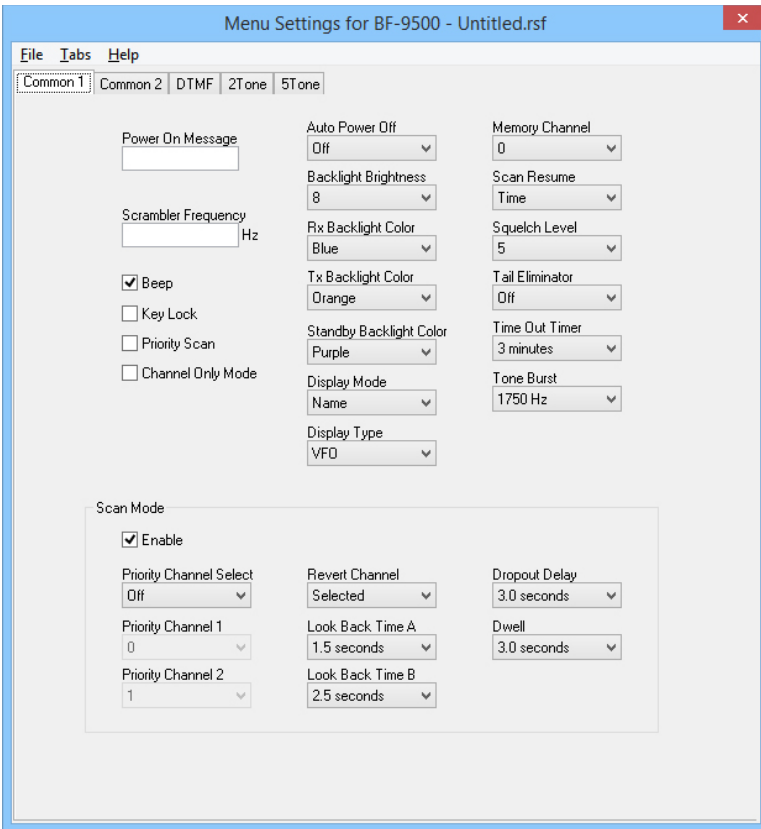 Menu Settings for BF-9500 - Untitled.rsf
×
File Tabs Help
Common 1 Common 2 DTMF 2Tone 5Tone
Power On Message
Scrambler Frequency
Hz
Beep
Key Lock
Priority Scan
Channel Only Mode
Auto Power Off
Off
Backlight Brightness
8
Rx Backlight Color
Blue
Tx Backlight Color
Orange
Standby Backlight Color
Purple
Display Mode
Name
Display Type
VFO
Memory Channel
0
Scan Resume
Time
Squelch Level
5
Tail Eliminator
Off
Time Out Timer
3 minutes
Tone Burst
1750 Hz
Scan Mode
Enable
Priority Channel Select
Off
Priority Channel 1
0
Priority Channel 2
1
Revert Channel
Selected
Look Back Time A
1.5 seconds
Look Back Time B
2.5 seconds
Dropout Delay
3.0 seconds
Dwell
3.0 seconds